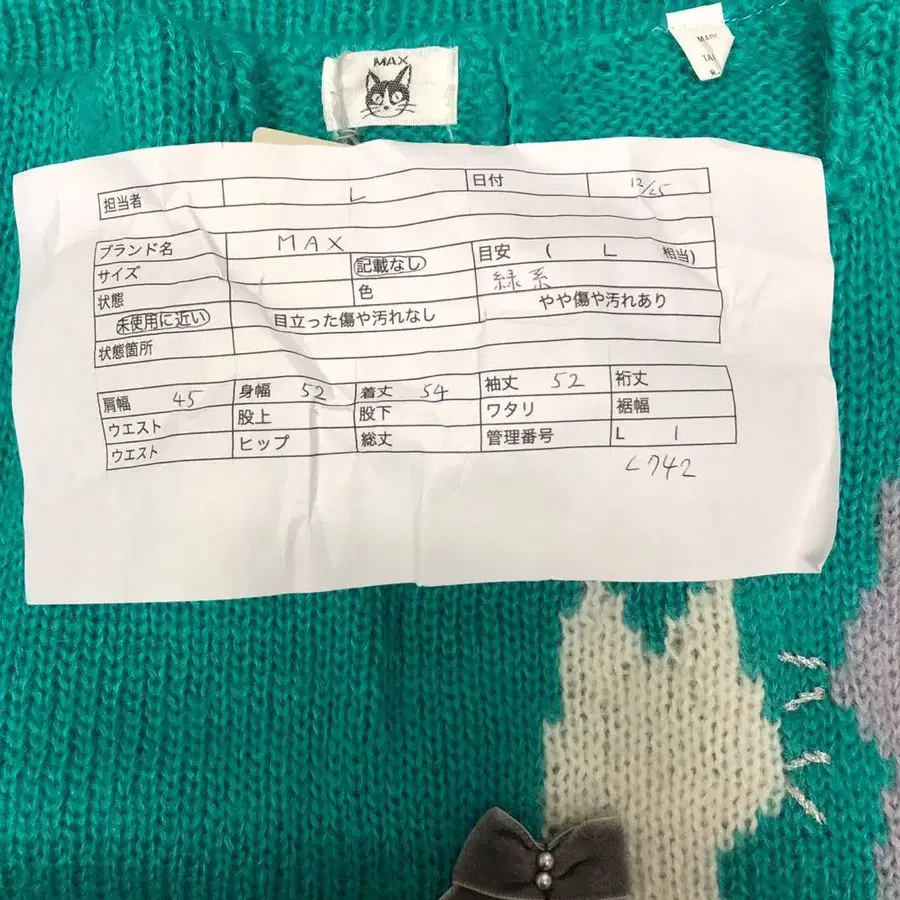 MAX
Manr
TAI
担当者 L 日付 12/25
ブランド名 MAX
サイズ 記載なし 目安 ( L 相当)
状態 色 緑系
未使用に近い 目立った傷や汚れなし やや傷や汚れあり
状態箇所
肩幅 45 身幅 52 着丈 54 袖丈 52 裄丈
ウエスト 股上 股下 ワタリ 裾幅
ウエスト ヒップ 総丈 管理番号 L 1
L742